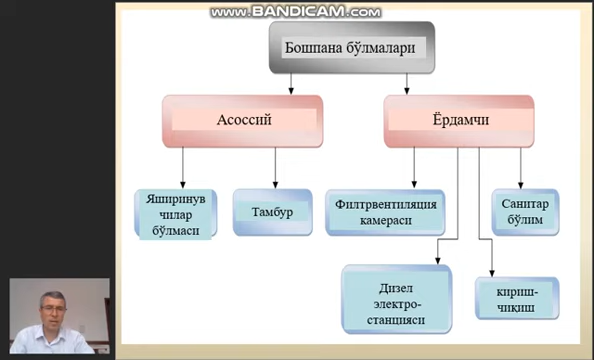 www.BANDICAM.com
Бошпана бўлмалари
Асоссий
Ёрдамчи
Яширинув
чилар
бўлмаси
Тамбур
Филтрвентиляция
камераси
Санитар
бўлим
Дизел
электро-
станцияси
кириш-
чиқиш